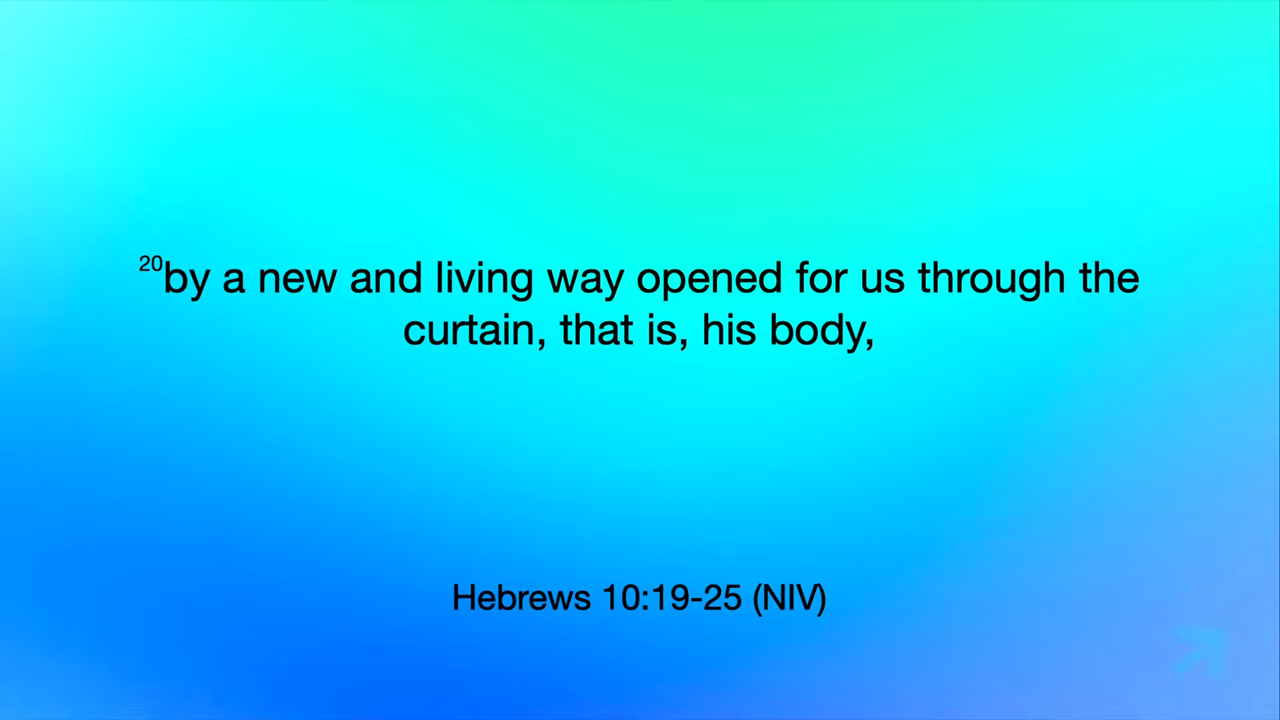 20by a new and living way opened for us through the
curtain, that is, his body,
Hebrews 10:19-25 (NIV)